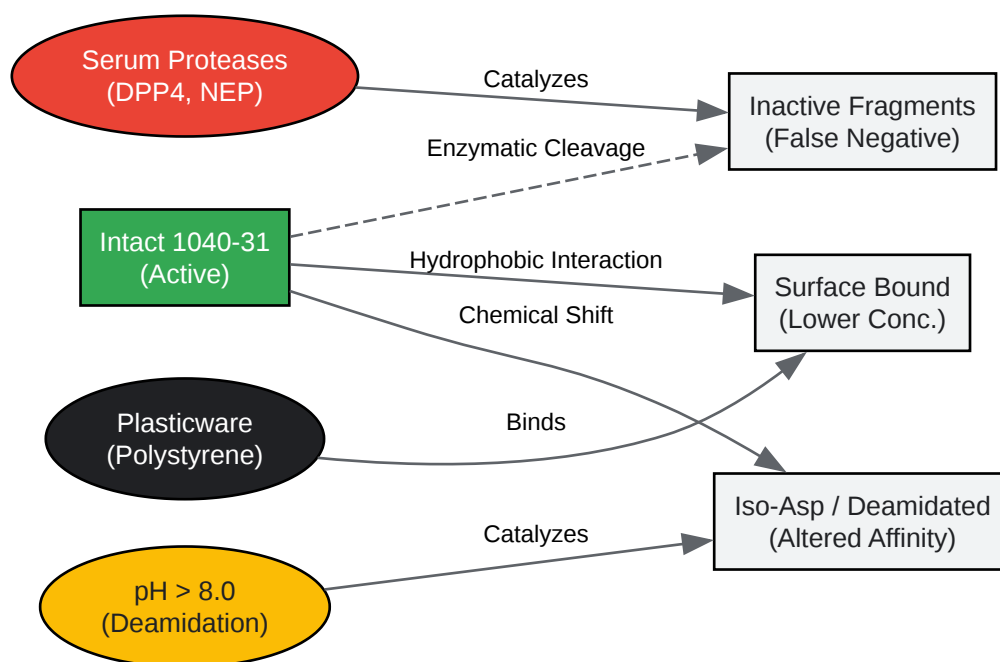 Serum Proteases
(DPP4, NEP)
Catalyzes
Inactive Fragments
(False Negative)
Enzymatic Cleavage
Intact 1040-31
(Active)
Hydrophobic Interaction
Surface Bound
(Lower Conc.)
Chemical Shift
Plasticware
(Polystyrene)
Binds
Iso-Asp / Deamidated
(Altered Affinity)
Catalyzes
pH > 8.0
(Deamidation)